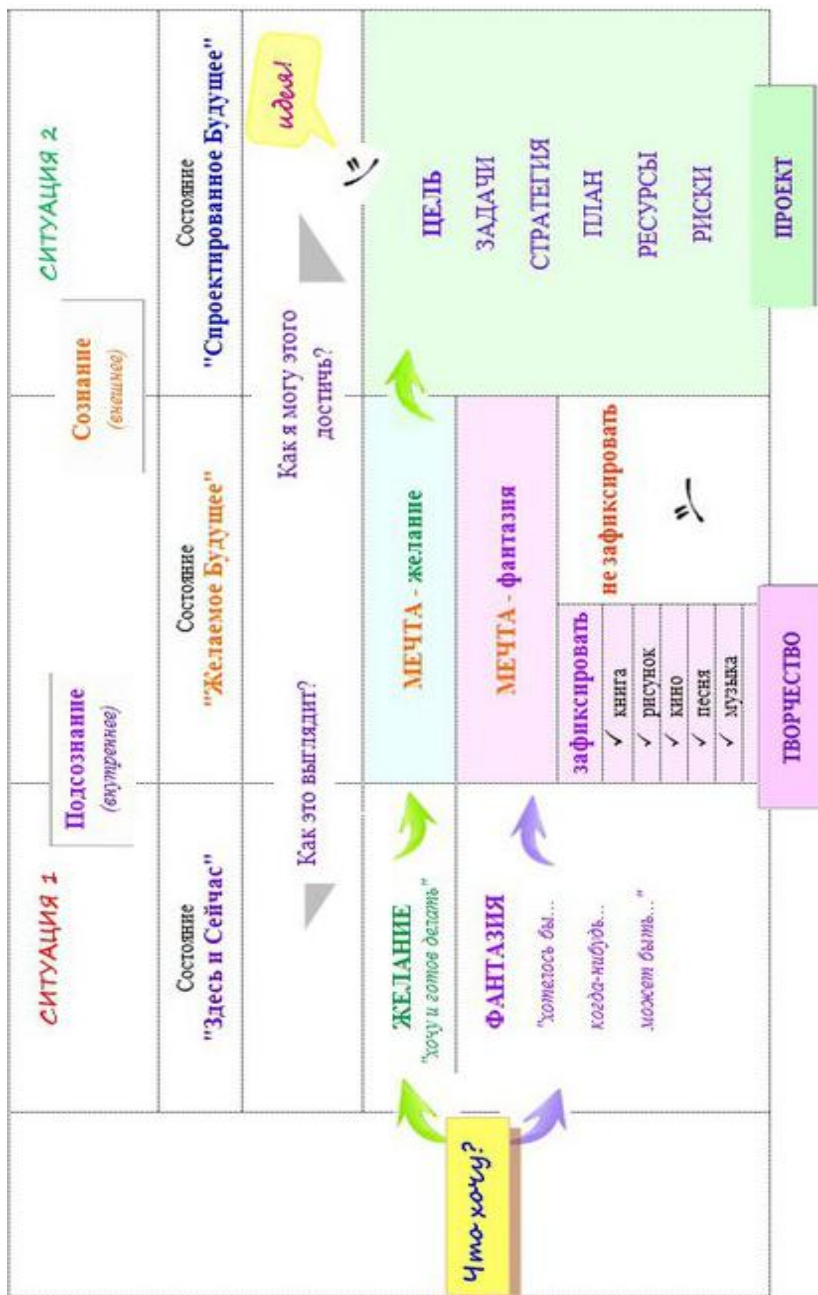 СИТУАЦИЯ 1
СИТУАЦИЯ 2
Подсознание
(внутреннее)
Сознание
(внешнее)
Состояние
"Здесь и Сейчас"
Состояние
"Желаемое Будущее"
Состояние
"Спроектированное Будущее"
Как это выглядит?
Как я могу этого
достичь?
идея!
Что хочу?
ЖЕЛАНИЕ
"хочу и готов делать"
МЕЧТА - желание
ФАНТАЗИЯ
"хотелось бы...
когда-нибудь...
может быть..."
МЕЧТА - фантазия
зафиксировать
✓ книга
✓ рисунок
✓ кино
✓ песня
✓ музыка
не зафиксировать
ТВОРЧЕСТВО
ЦЕЛЬ
ЗАДАЧИ
СТРАТЕГИЯ
ПЛАН
РЕСУРСЫ
РИСКИ
ПРОЕКТ